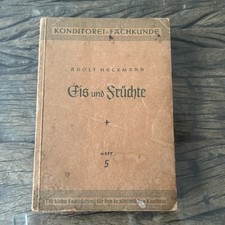 KONDITOREI-FACHKUNDE
ADOLF HECKMANN
Eis und Früchte
HEFT
5